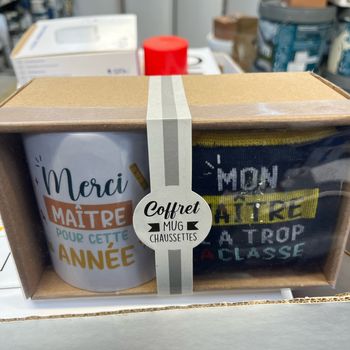 Merci
MAÎTRE
POUR CETTE
ANNÉE
Coffret
MUG
CHAUSSETTES
MON
MAÎTRE
A TROP
LA CLASSE